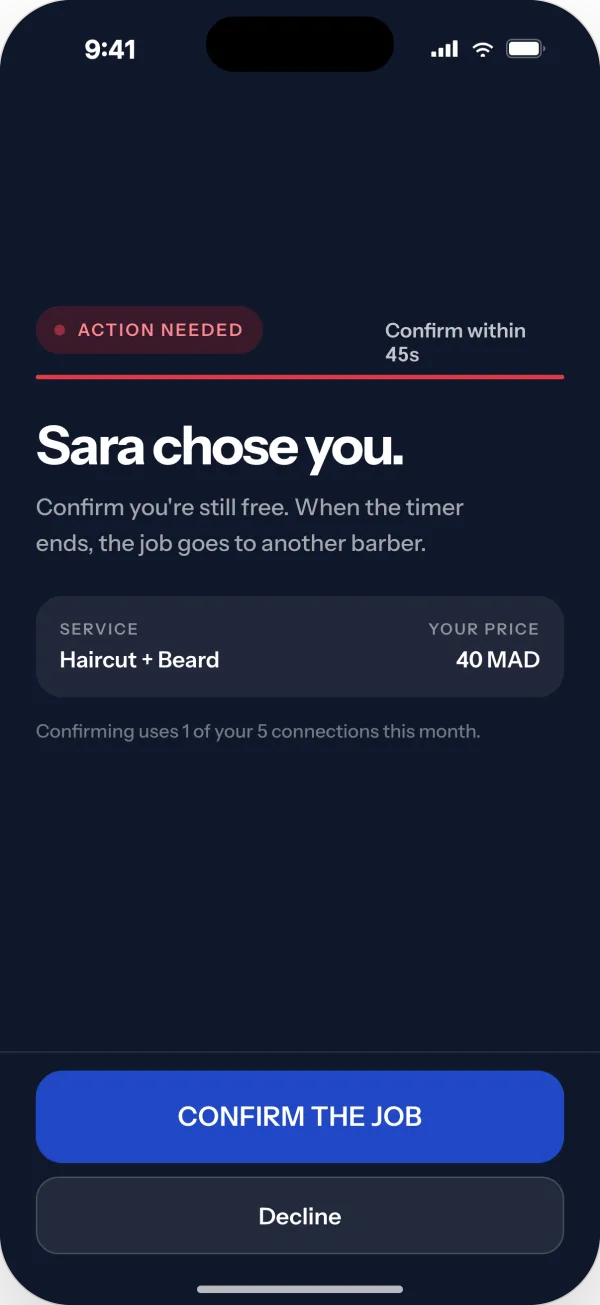 9:41
ACTION NEEDED
Confirm within
45s
Sara chose you.
Confirm you're still free. When the timer
ends, the job goes to another barber.
SERVICE
YOUR PRICE
Haircut + Beard
40 MAD
Confirming uses 1 of your 5 connections this month.
CONFIRM THE JOB
Decline